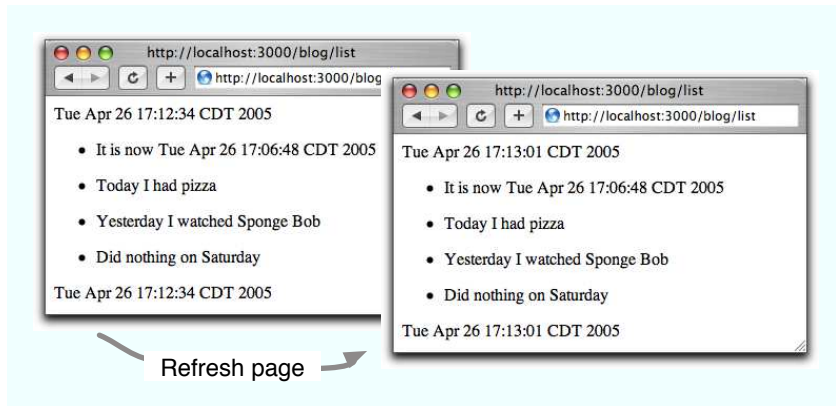 http://localhost:3000/blog/list
http://localhost:3000/blog
Tue Apr 26 17:12:34 CDT 2005
• It is now Tue Apr 26 17:06:48 CDT 2005
• Today I had pizza
• Yesterday I watched Sponge Bob
• Did nothing on Saturday
Tue Apr 26 17:12:34 CDT 2005
http://localhost:3000/blog/list
http://localhost:3000/blog/list
Tue Apr 26 17:13:01 CDT 2005
• It is now Tue Apr 26 17:06:48 CDT 2005
• Today I had pizza
• Yesterday I watched Sponge Bob
• Did nothing on Saturday
Tue Apr 26 17:13:01 CDT 2005
Refresh page